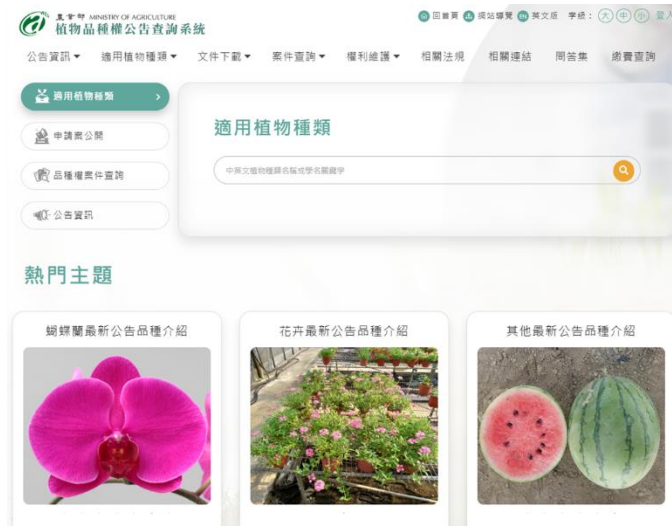 農業部 MINISTRY OF AGRICULTURE
植物品種權公告查詢系統
回首頁 網站導覽 EN 英文版 字級： 大 中 小 登入
公告資訊▼ 適用植物種類▼ 文件下載▼ 案件查詢▼ 權利維護▼ 相關法規 相關連結 問答集 繳費查詢
適用植物種類 >
申請案公開
品種權案件查詢
公告資訊
適用植物種類
中英文植物種類名稱或學名關鍵字
熱門主題
蝴蝶蘭最新公告品種介紹
花卉最新公告品種介紹
其他最新公告品種介紹